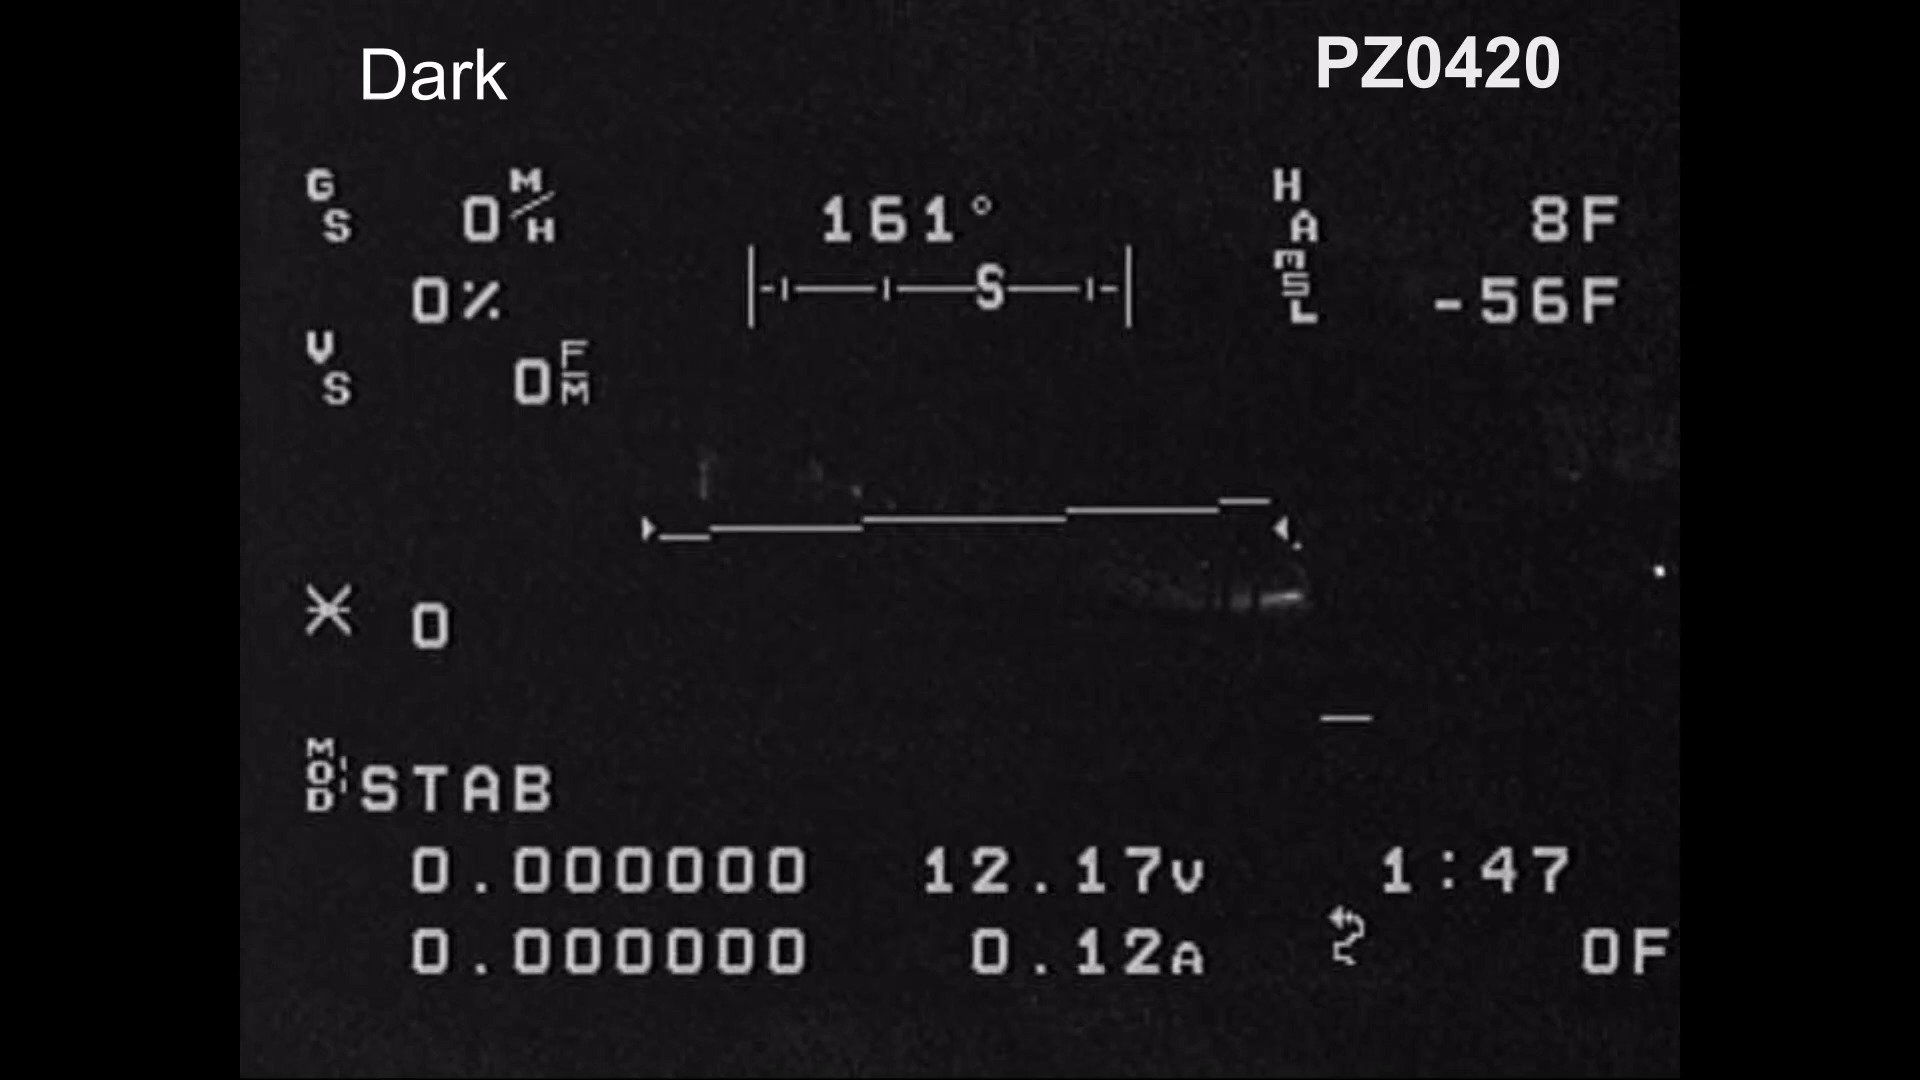 Dark
PZ0420
GS 0 M/H
161°
HA 8F
0%
S
mSL -56F
VS 0 F/M
0
MOD: STAB
0.000000 12.17V 1:47
0.000000 0.12A 0F